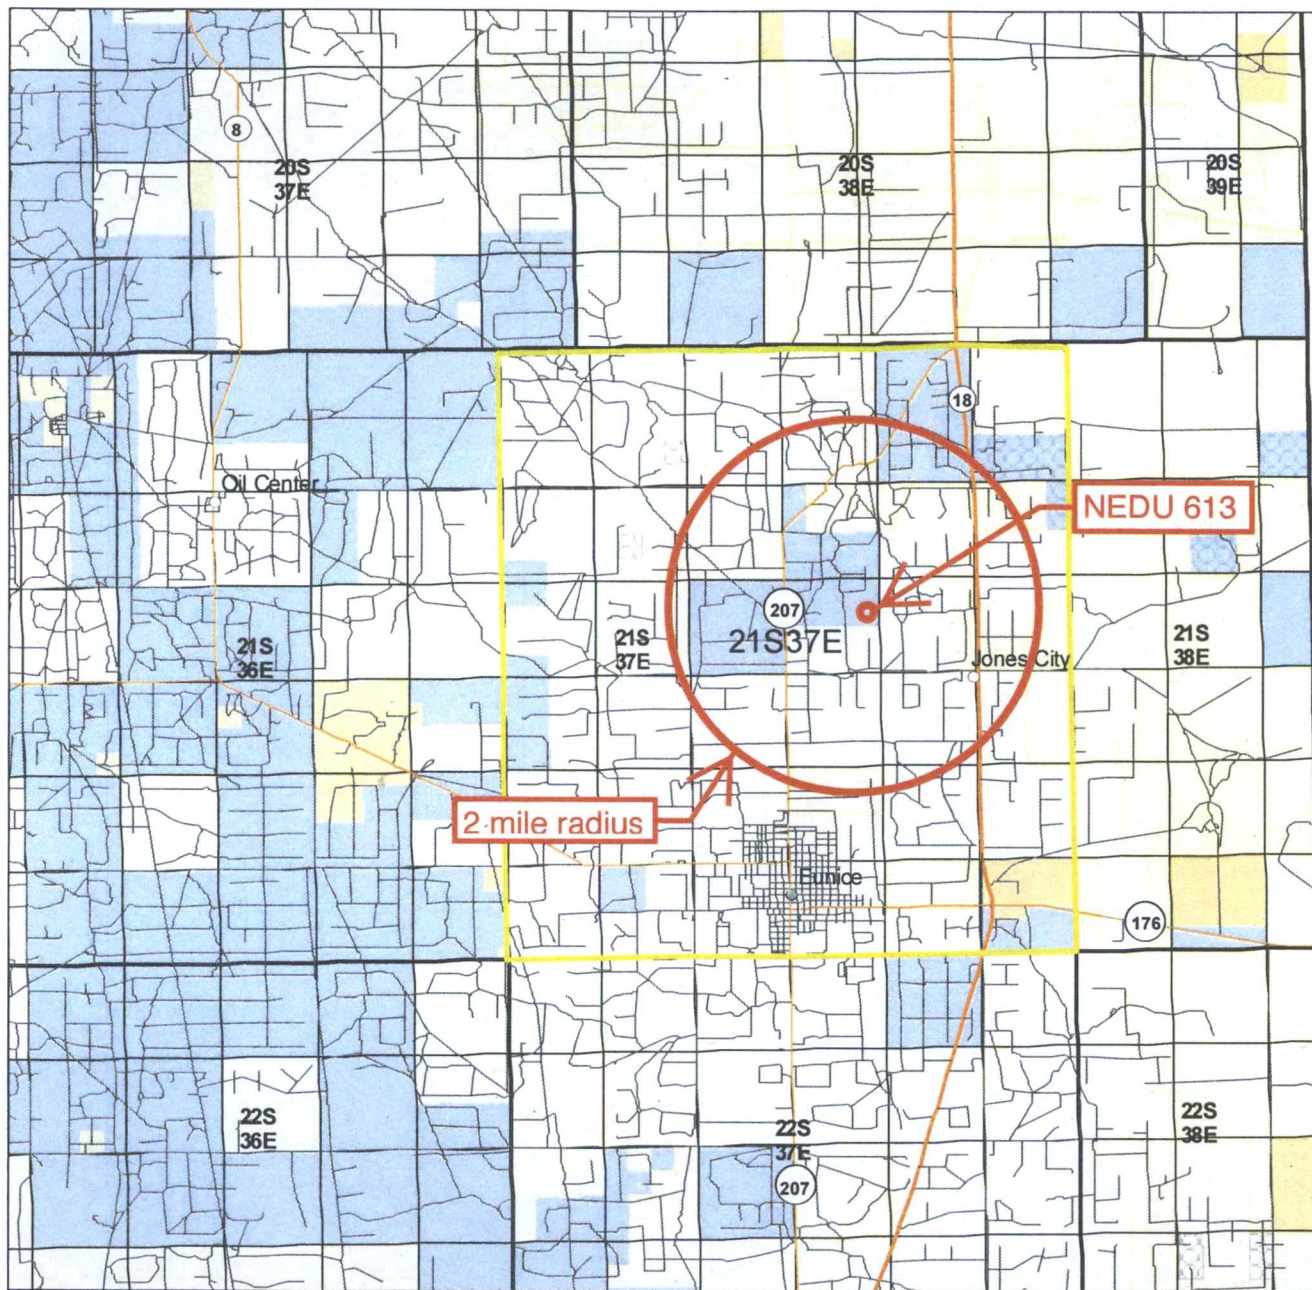 8
20S
37E
20S
38E
20S
39E
18
Oil Center
NEDU 613
207
21S37E
21S
36E
21S
37E
21S
38E
Jones City
2 mile radius
Eunice
176
22S
36E
22S
37E
22S
38E
207